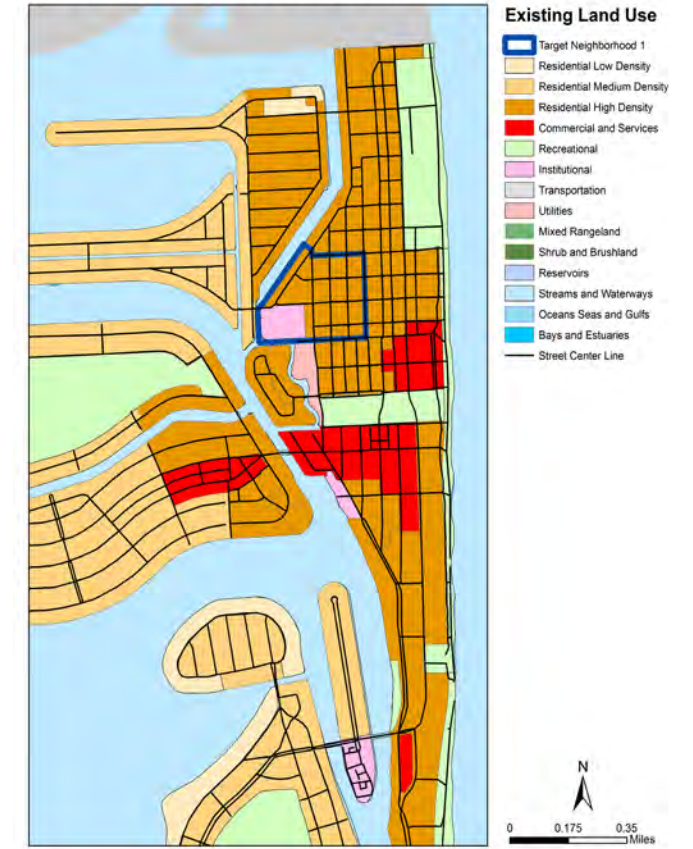 Existing Land Use
Target Neighborhood 1
Residential Low Density
Residential Medium Density
Residential High Density
Commercial and Services
Recreational
Institutional
Transportation
Utilities
Mixed Rangeland
Shrub and Brushland
Reservoirs
Streams and Waterways
Oceans Seas and Gulfs
Bays and Estuaries
Street Center Line
N
0 0.175 0.35
Miles